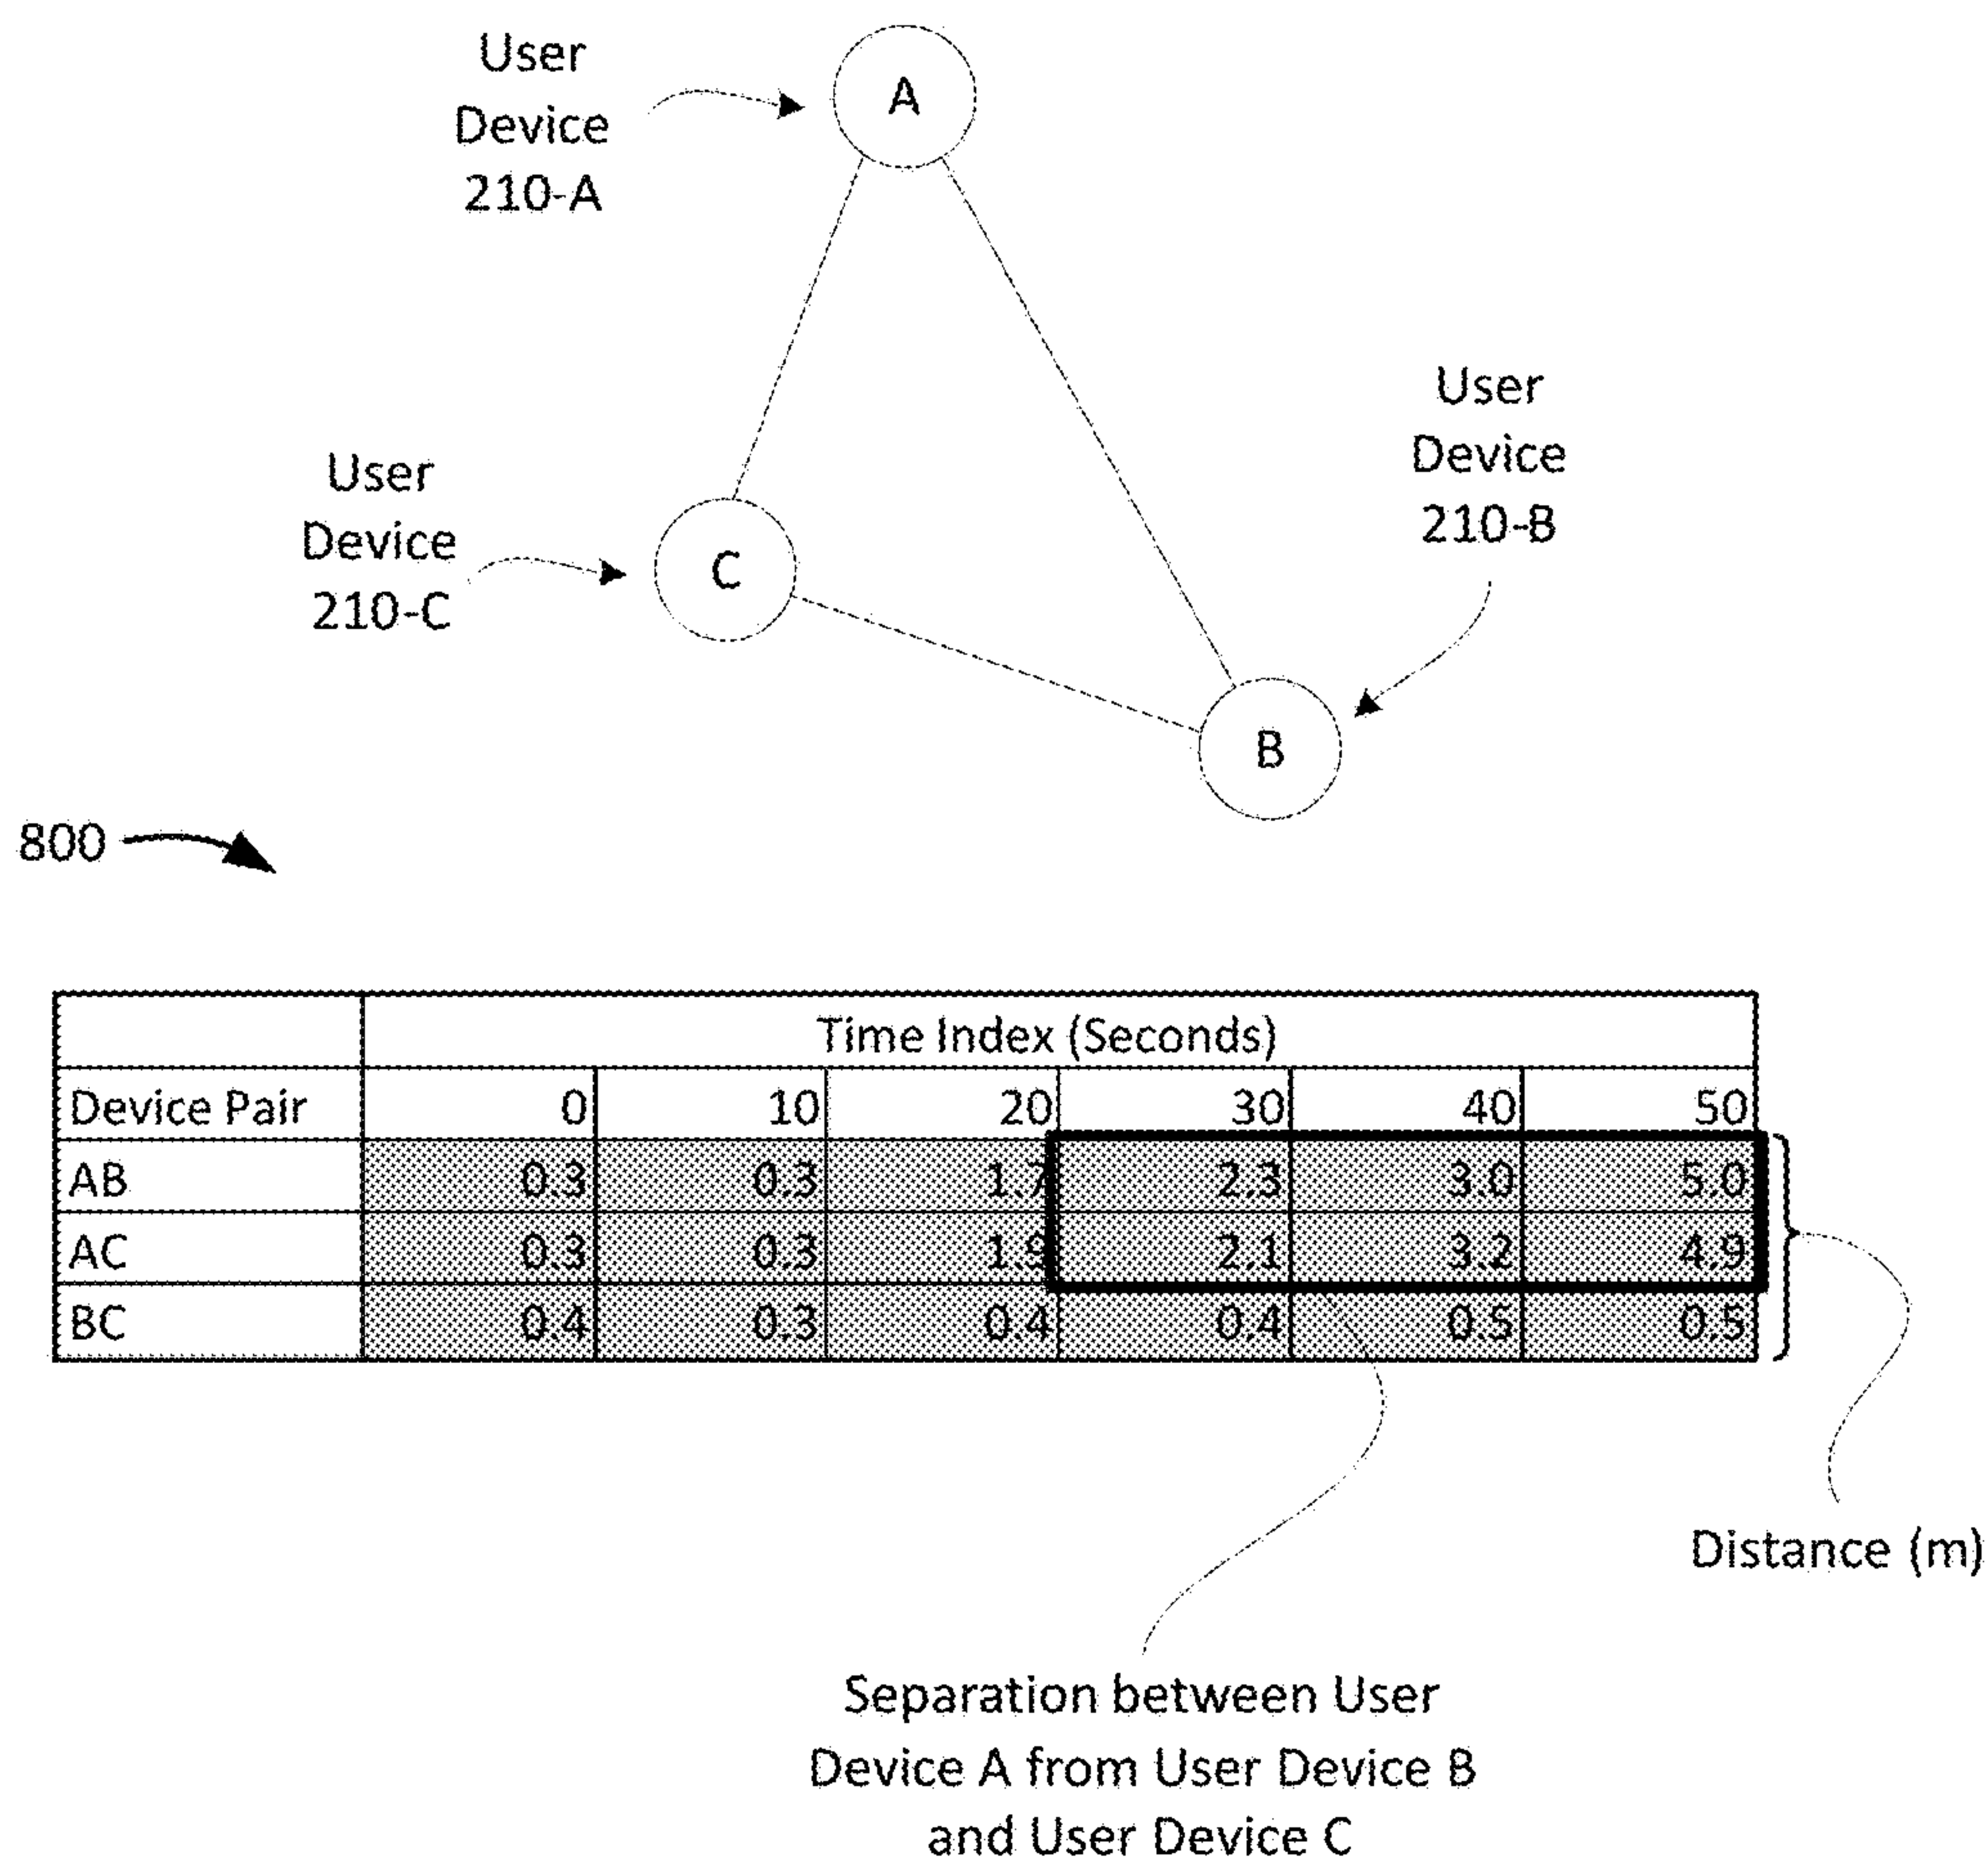 User
Device
210-A
A
User
Device
210-B
User
Device
210-C
C
B
800
Time Index (Seconds)
Device Pair 0 10 20 30 40 50
AB 0.3 0.3 1.7 2.3 3.0 5.0
AC 0.3 0.3 1.9 2.1 3.2 4.9
BC 0.4 0.3 0.4 0.4 0.5 0.5
Distance (m)
Separation between User
Device A from User Device B
and User Device C